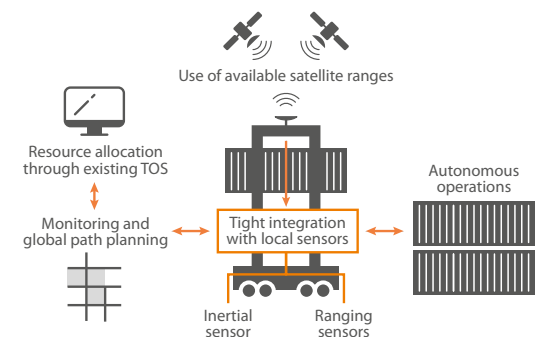 Use of available satellite ranges
Resource allocation
through existing TOS
Monitoring and
global path planning
Tight integration
with local sensors
Autonomous
operations
Inertial
sensor
Ranging
sensors